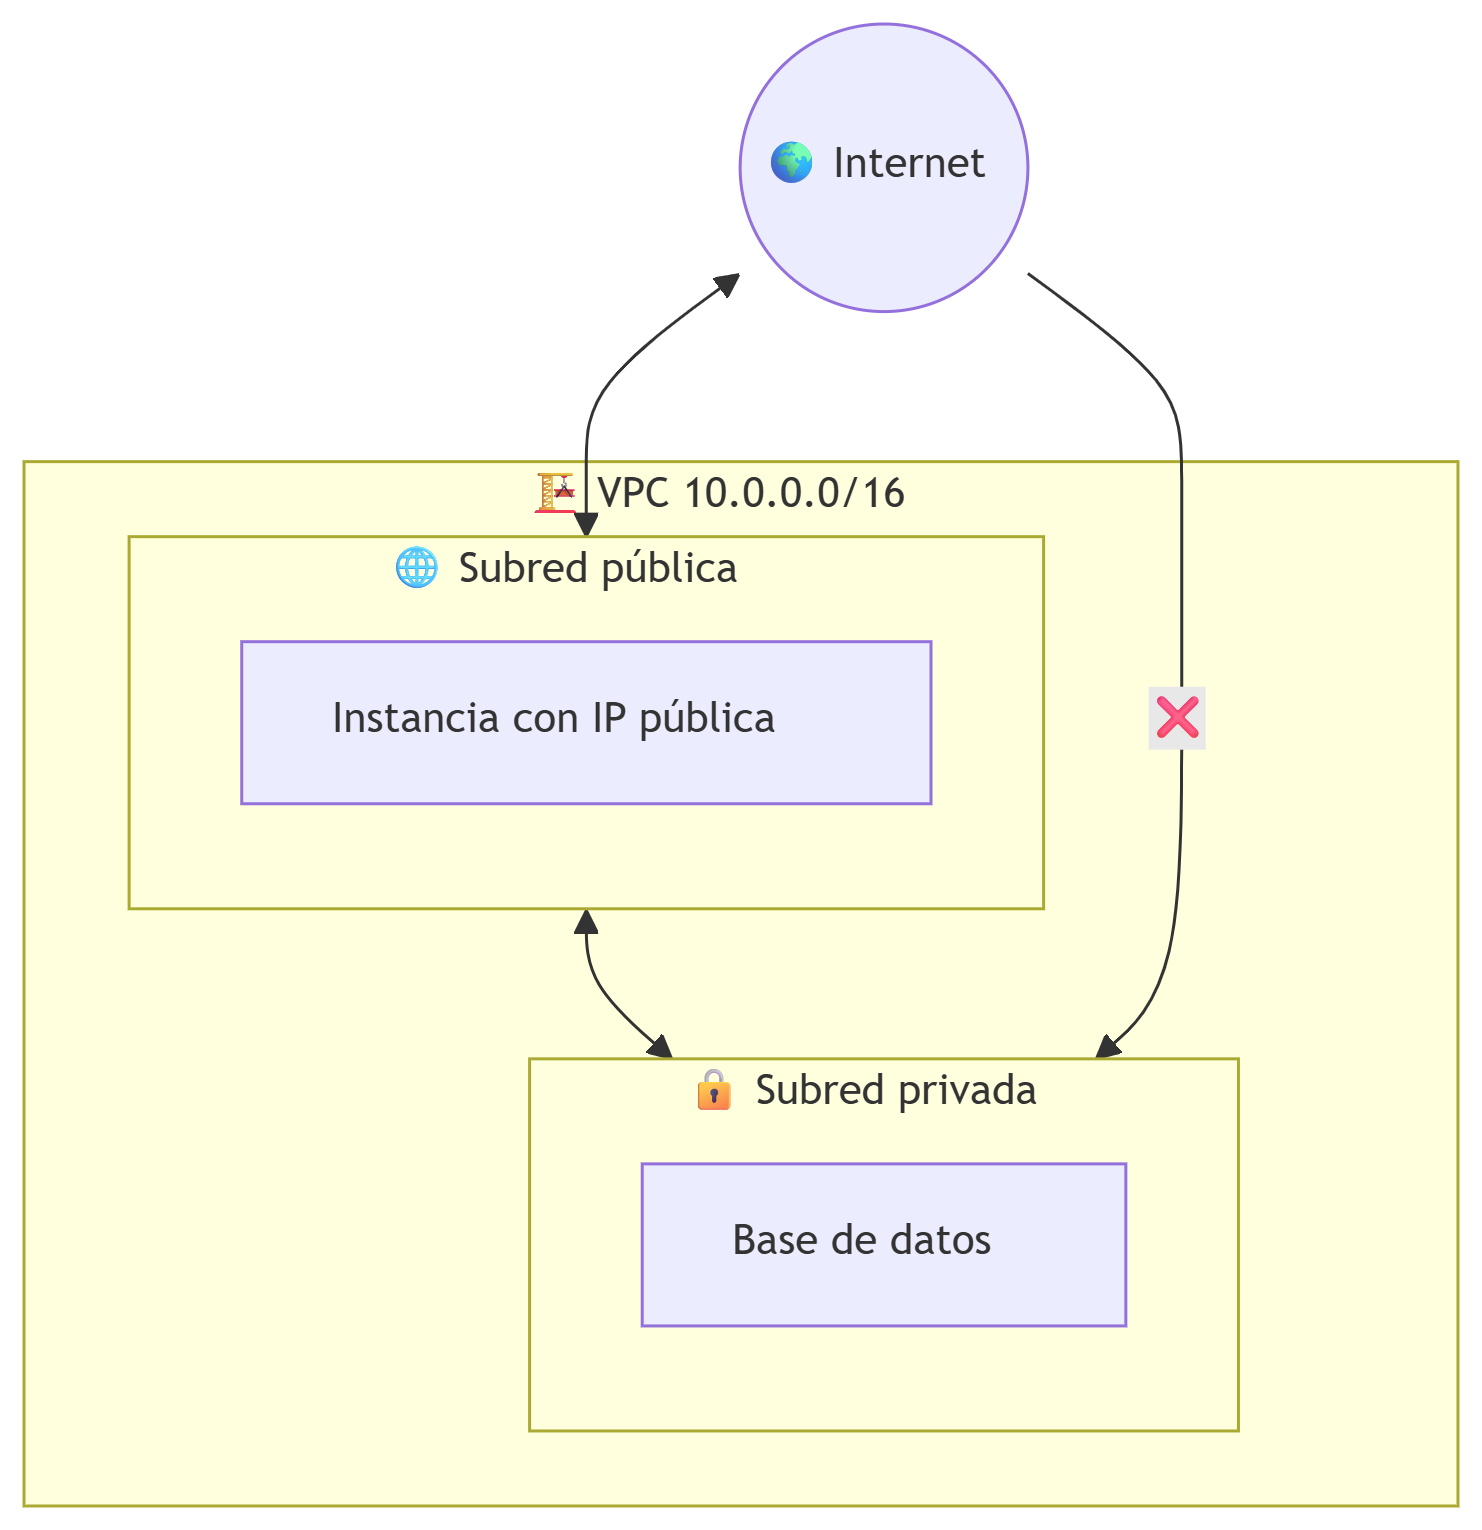 🌍 Internet
🏗️ VPC 10.0.0.0/16
🌐 Subred pública
Instancia con IP pública
❌
🔒 Subred privada
Base de datos